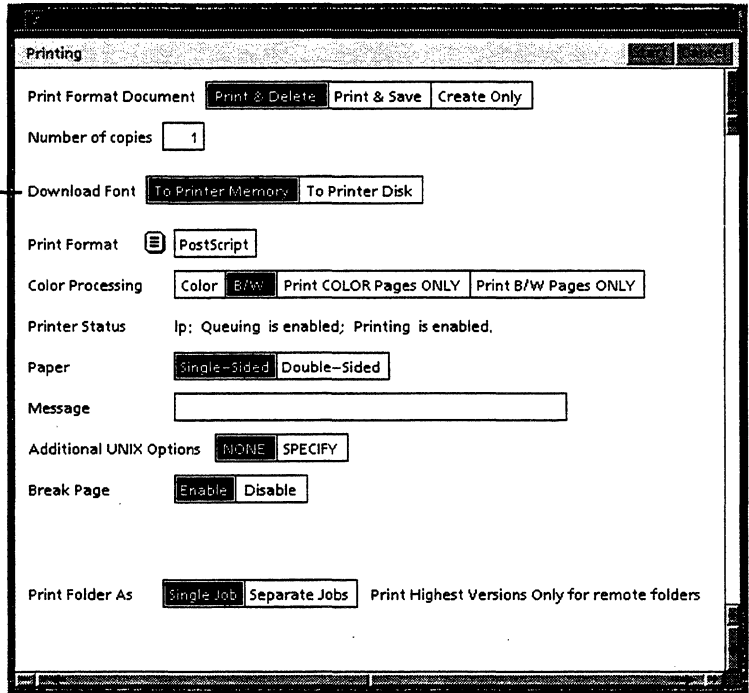 Printing
Print Format Document Print & Delete Print & Save Create Only
Number of copies 1
Download Font To Printer Memory To Printer Disk
Print Format PostScript
Color Processing Color B/W Print COLOR Pages ONLY Print B/W Pages ONLY
Printer Status lp: Queuing is enabled; Printing is enabled.
Paper Single-Sided Double-Sided
Message
Additional UNIX Options NONE SPECIFY
Break Page Enable Disable
Print Folder As Single Job Separate Jobs Print Highest Versions Only for remote folders